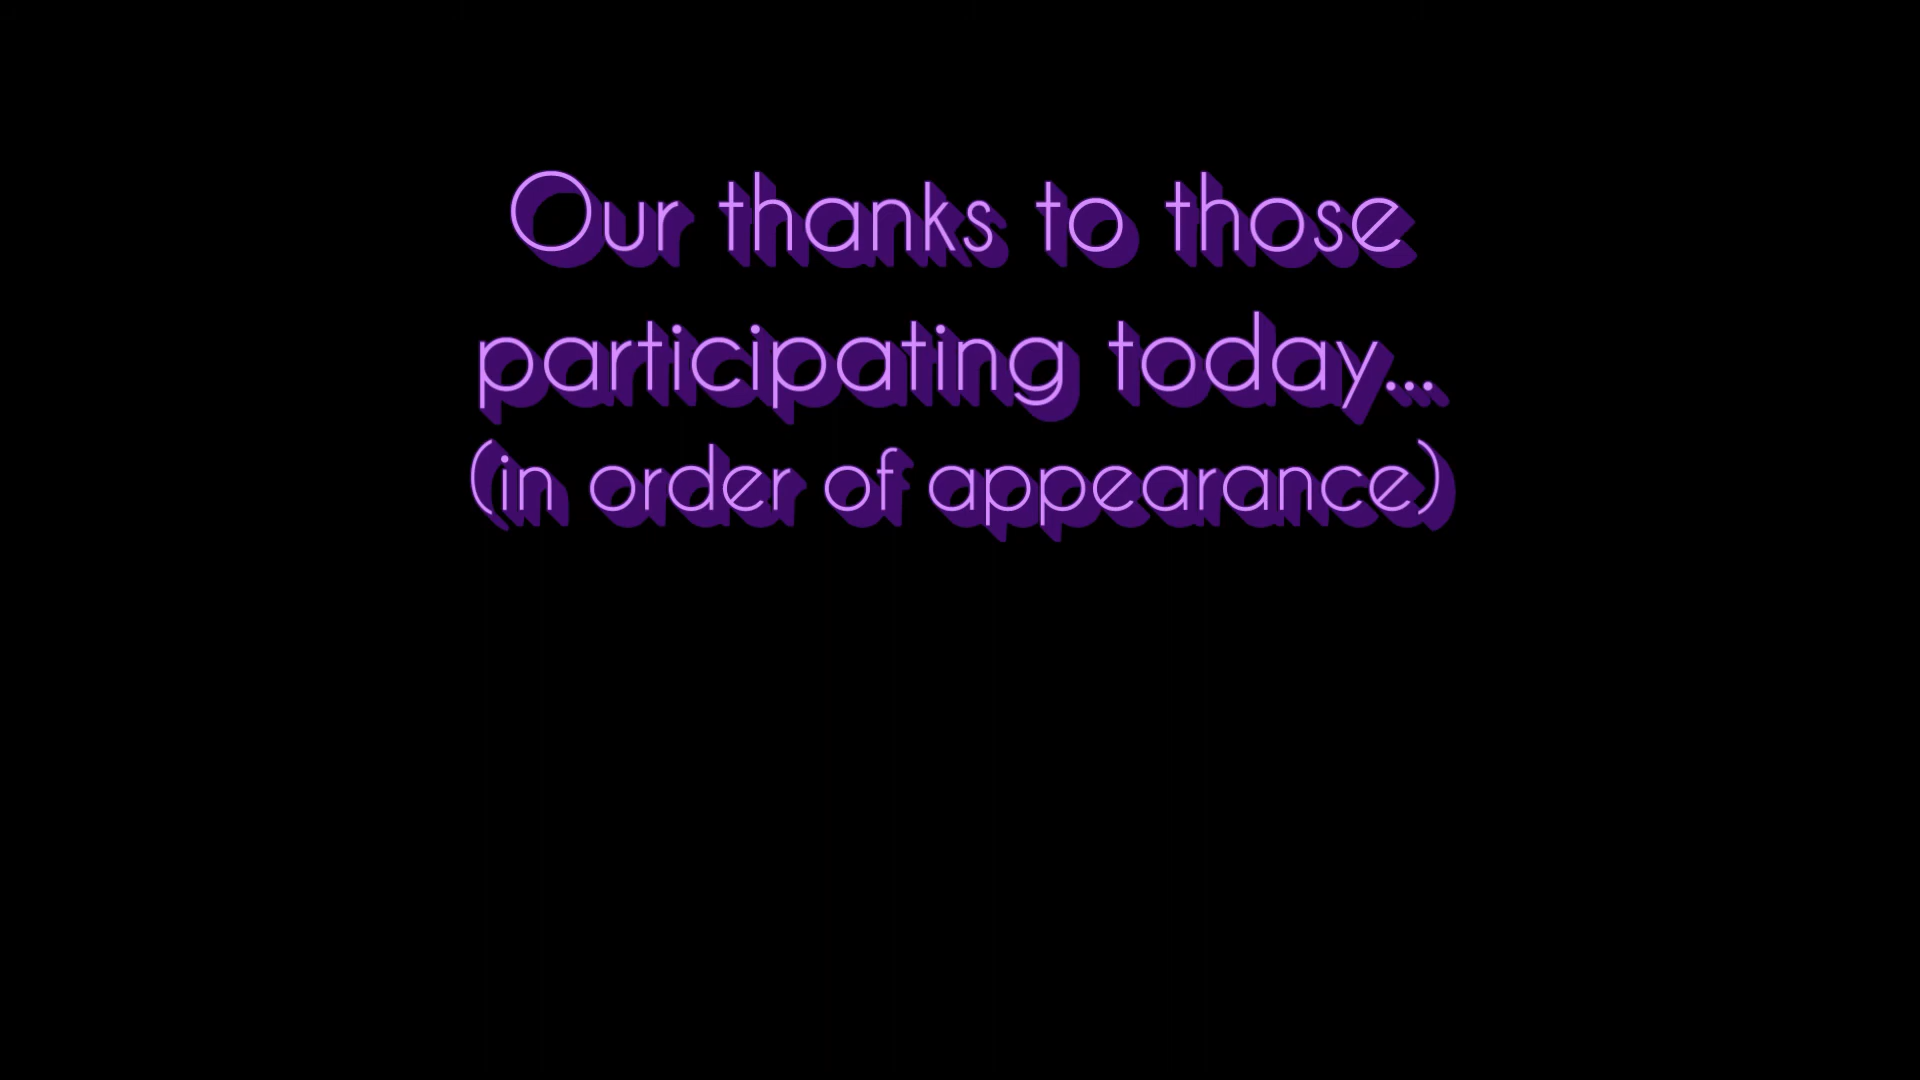 Our thanks to those
participating today...
(in order of appearance)